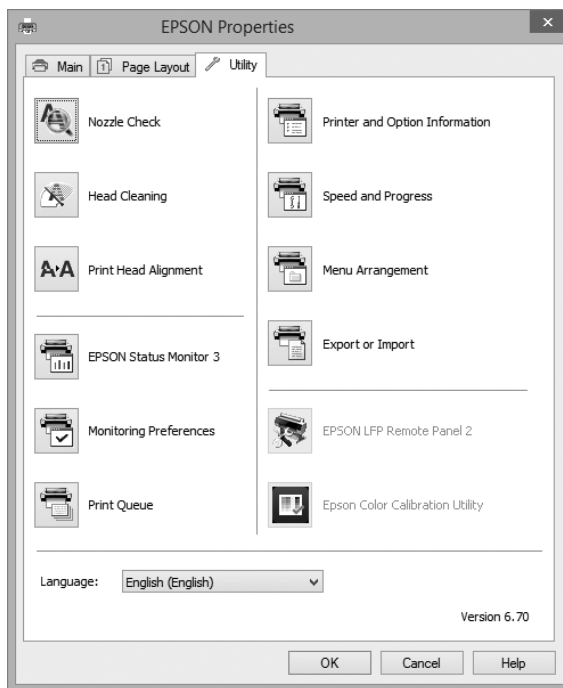 EPSON Properties
Main
Page Layout
Utility
Nozzle Check
Head Cleaning
A A
Print Head Alignment
EPSON Status Monitor 3
Monitoring Preferences
Print Queue
Printer and Option Information
Speed and Progress
Menu Arrangement
Export or Import
EPSON LFP Remote Panel 2
Epson Color Calibration Utility
Language: English (English)
Version 6.70
OK Cancel Help